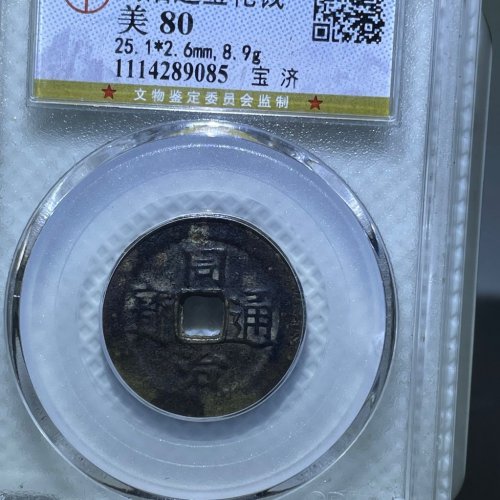 美 80
25.1*2.6mm,8.9g
1114289085 宝 济
★ 文物鉴定委员会监制 ★
同治通寶